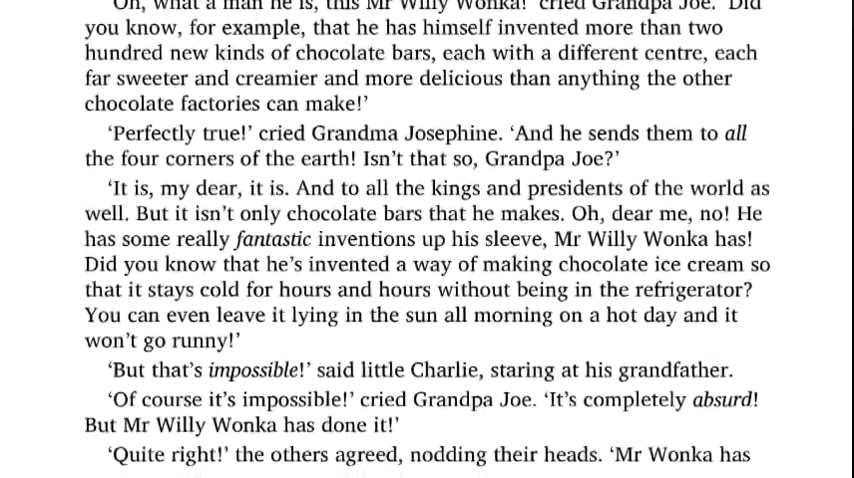 'Oh, what a man he is, this Mr Willy Wonka!' cried Grandpa Joe. 'Did
you know, for example, that he has himself invented more than two
hundred new kinds of chocolate bars, each with a different centre, each
far sweeter and creamier and more delicious than anything the other
chocolate factories can make!’
‘Perfectly true!’ cried Grandma Josephine. ‘And he sends them to all
the four corners of the earth! Isn’t that so, Grandpa Joe?’
‘It is, my dear, it is. And to all the kings and presidents of the world as
well. But it isn’t only chocolate bars that he makes. Oh, dear me, no! He
has some really fantastic inventions up his sleeve, Mr Willy Wonka has!
Did you know that he’s invented a way of making chocolate ice cream so
that it stays cold for hours and hours without being in the refrigerator?
You can even leave it lying in the sun all morning on a hot day and it
won’t go runny!’
‘But that’s impossible!’ said little Charlie, staring at his grandfather.
‘Of course it’s impossible!’ cried Grandpa Joe. ‘It’s completely absurd!
But Mr Willy Wonka has done it!’
‘Quite right!’ the others agreed, nodding their heads. ‘Mr Wonka has